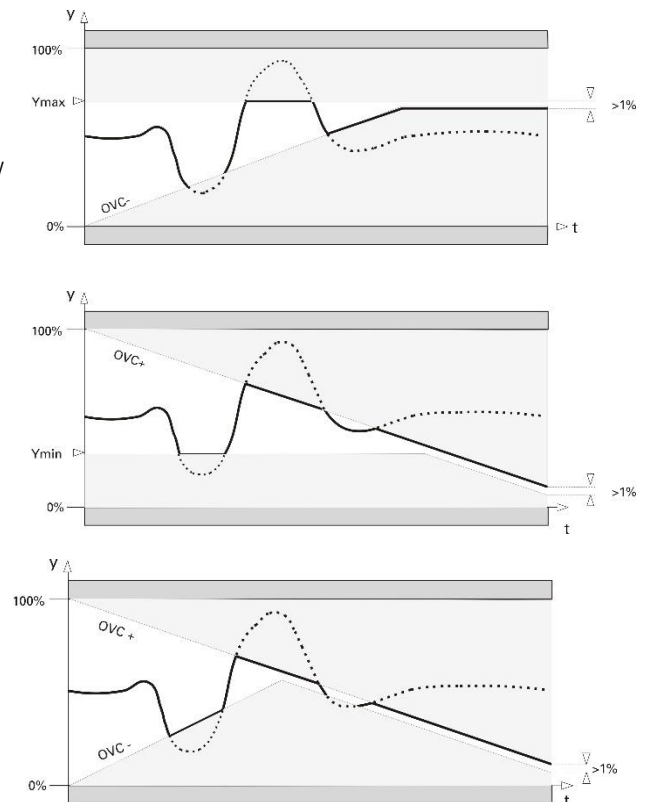 y
100%
Ymax
>1%
OVC-
0%
t
y
100%
OVC+
Ymin
>1%
0%
t
y
100%
OVC +
OVC -
>1%
0%
t